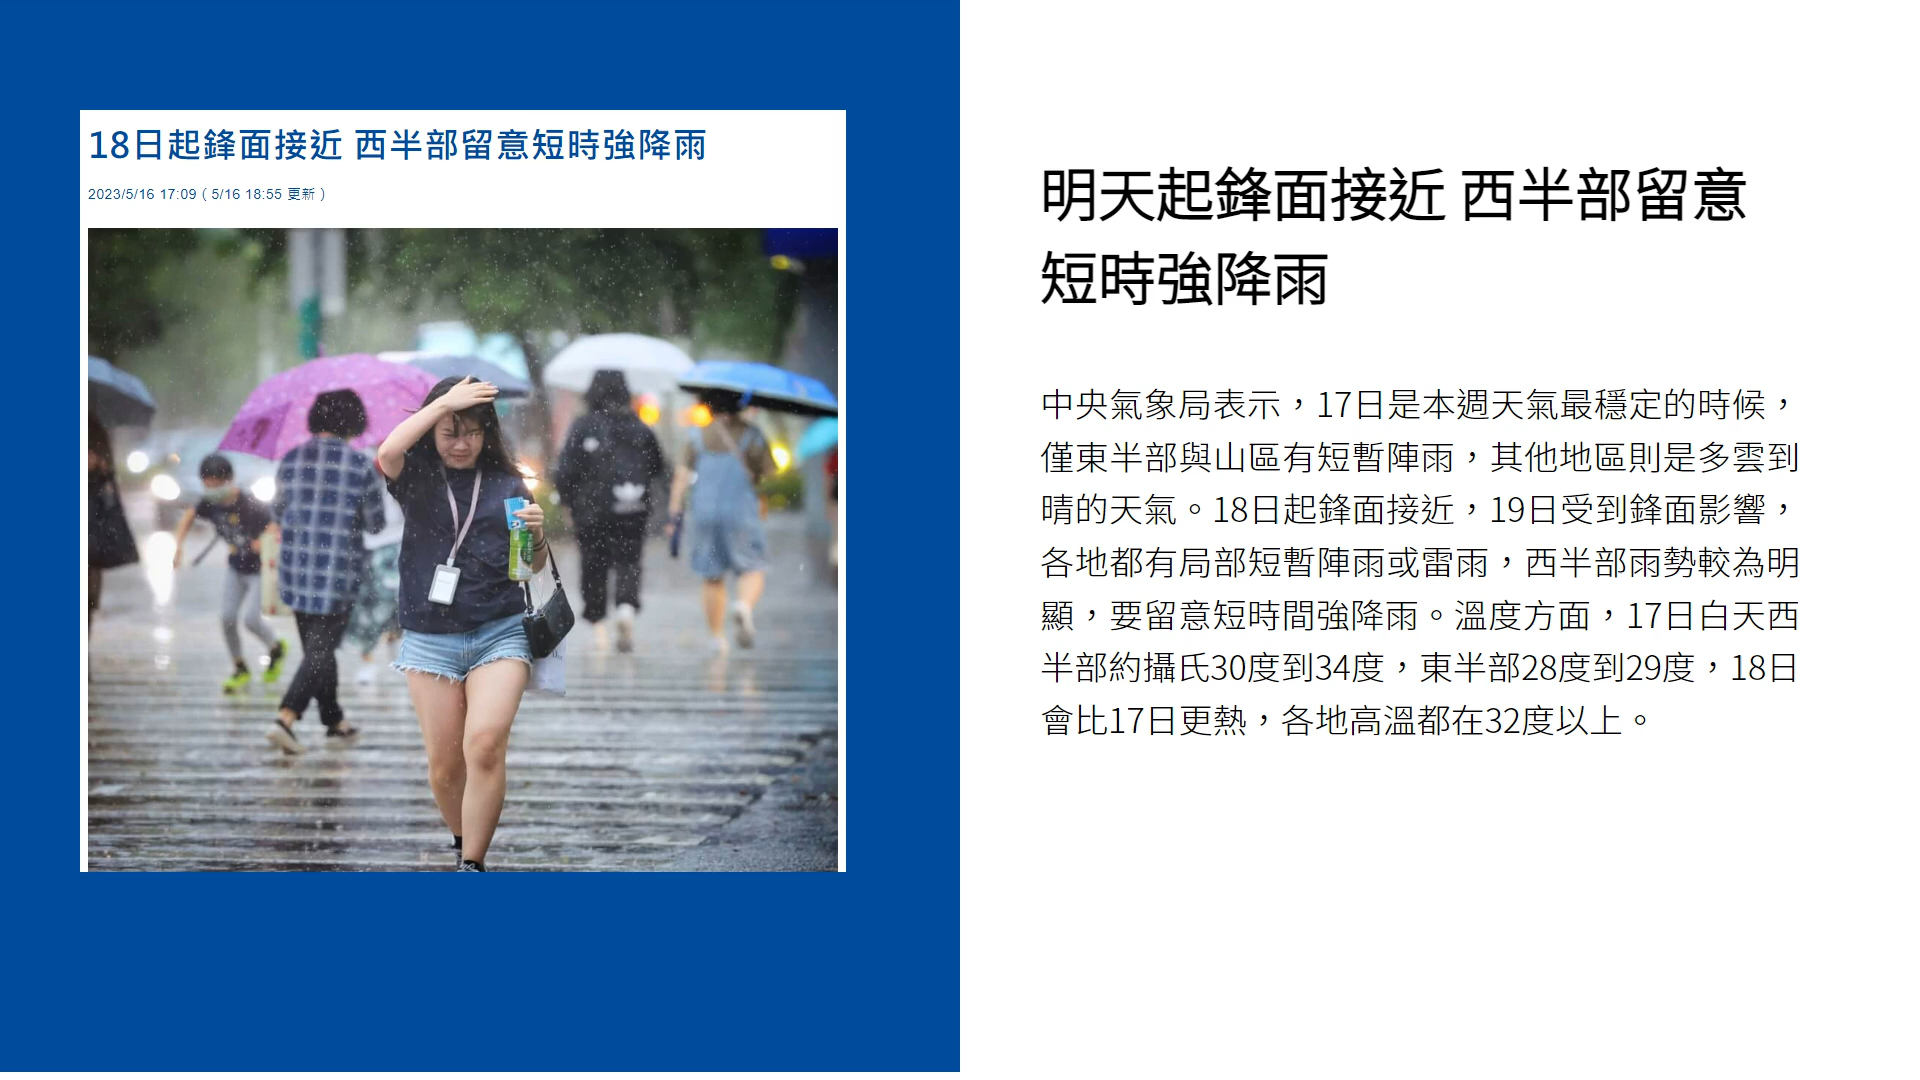 18日起鋒面接近 西半部留意短時強降雨
2023/5/16 17:09（5/16 18:55 更新）
明天起鋒面接近 西半部留意
短時強降雨
中央氣象局表示，17日是本週天氣最穩定的時候，
僅東半部與山區有短暫陣雨，其他地區則是多雲到
晴的天氣。18日起鋒面接近，19日受到鋒面影響，
各地都有局部短暫陣雨或雷雨，西半部雨勢較為明
顯，要留意短時間強降雨。溫度方面，17日白天西
半部約攝氏30度到34度，東半部28度到29度，18日
會比17日更熱，各地高溫都在32度以上。